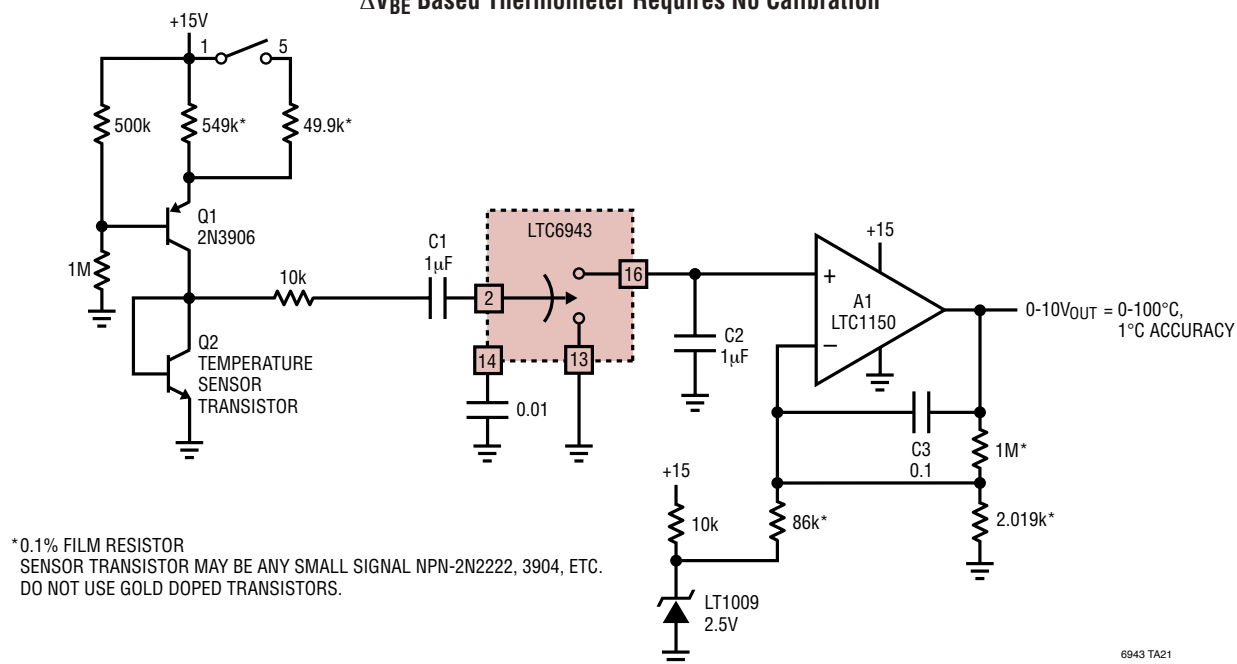 ΔVBE Based Thermometer Requires No Calibration
+15V
1
5
500k
549k*
49.9k*
Q1
2N3906
1M
10k
C1
1µF
LTC6943
2
16
14
13
0.01
Q2
TEMPERATURE
SENSOR
TRANSISTOR
C2
1µF
+15
+
A1
LTC1150
–
0-10VOUT = 0-100°C,
1°C ACCURACY
C3
0.1
1M*
+15
10k
86k*
2.019k*
LT1009
2.5V
*0.1% FILM RESISTOR
SENSOR TRANSISTOR MAY BE ANY SMALL SIGNAL NPN-2N2222, 3904, ETC.
DO NOT USE GOLD DOPED TRANSISTORS.
6943 TA21